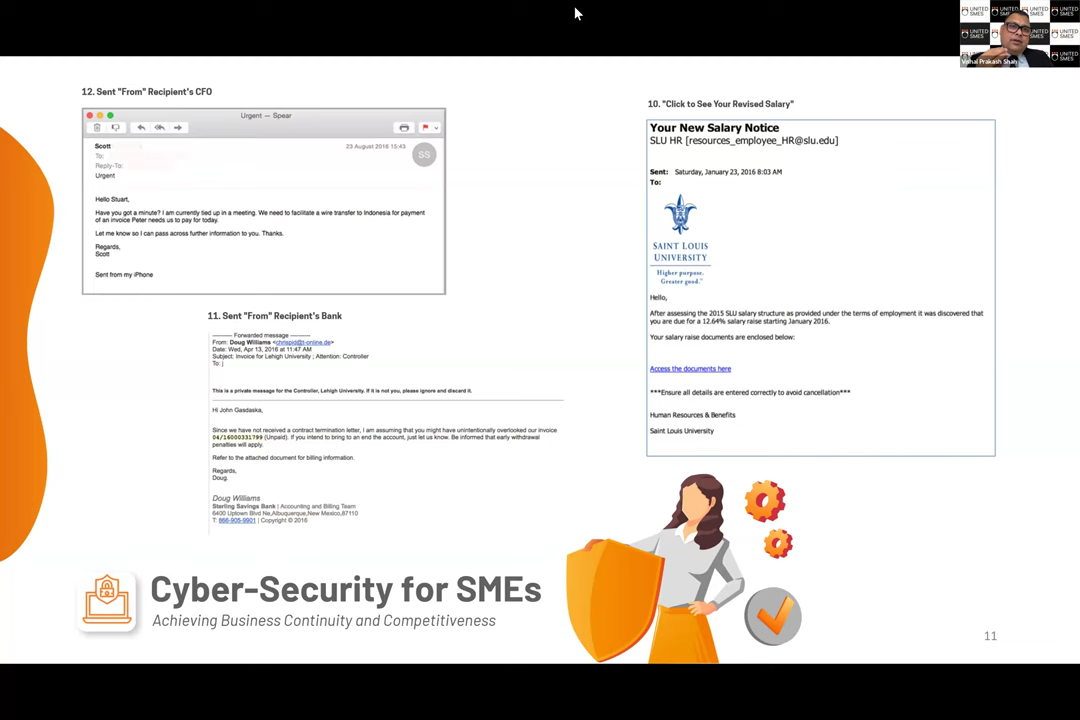 12. Sent "From" Recipient's CFO
Urgent — Spear
Scott
To:
Reply-To:
Urgent
23 August 2016 15:43
SS
Hello Stuart,
Have you got a minute? I am currently tied up in a meeting. We need to facilitate a wire transfer to Indonesia for payment
of an invoice Peter needs us to pay for today.
Let me know so I can pass across further information to you. Thanks.
Regards,
Scott
Sent from my iPhone
11. Sent "From" Recipient's Bank
---------- Forwarded message ----------
From: Doug Williams <chrispid@t-online.de>
Date: Wed, Apr 13, 2016 at 11:47 AM
Subject: Invoice for Lehigh University ; Attention: Controller
To: j
This is a private message for the Controller, Lehigh University. If it is not you, please ignore and discard it.
Hi John Gasdaska,
Since we have not received a contract termination letter, I am assuming that you might have unintentionally overlooked our invoice
04/16000331799 (Unpaid). If you intend to bring to an end the account, just let us know. Be informed that early withdrawal
penalties will apply.
Refer to the attached document for billing information.
Regards,
Doug.
Doug Williams
Sterling Savings Bank | Accounting and Billing Team
6400 Uptown Blvd Ne,Albuquerque,New Mexico,87110
T: 866-905-9901 | Copyright © 2016
10. "Click to See Your Revised Salary"
Your New Salary Notice
SLU HR [resources_employee_HR@slu.edu]
Sent: Saturday, January 23, 2016 8:03 AM
To:
SAINT LOUIS
UNIVERSITY
Higher purpose.
Greater good.™
Hello,
After assessing the 2015 SLU salary structure as provided under the terms of employment it was discovered that
you are due for a 12.64% salary raise starting January 2016.
Your salary raise documents are enclosed below:
Access the documents here
***Ensure all details are entered correctly to avoid cancellation***
Human Resources & Benefits
Saint Louis University
Cyber-Security for SMEs
Achieving Business Continuity and Competitiveness
11
UNITED SMES
Vishal Prakash Shah